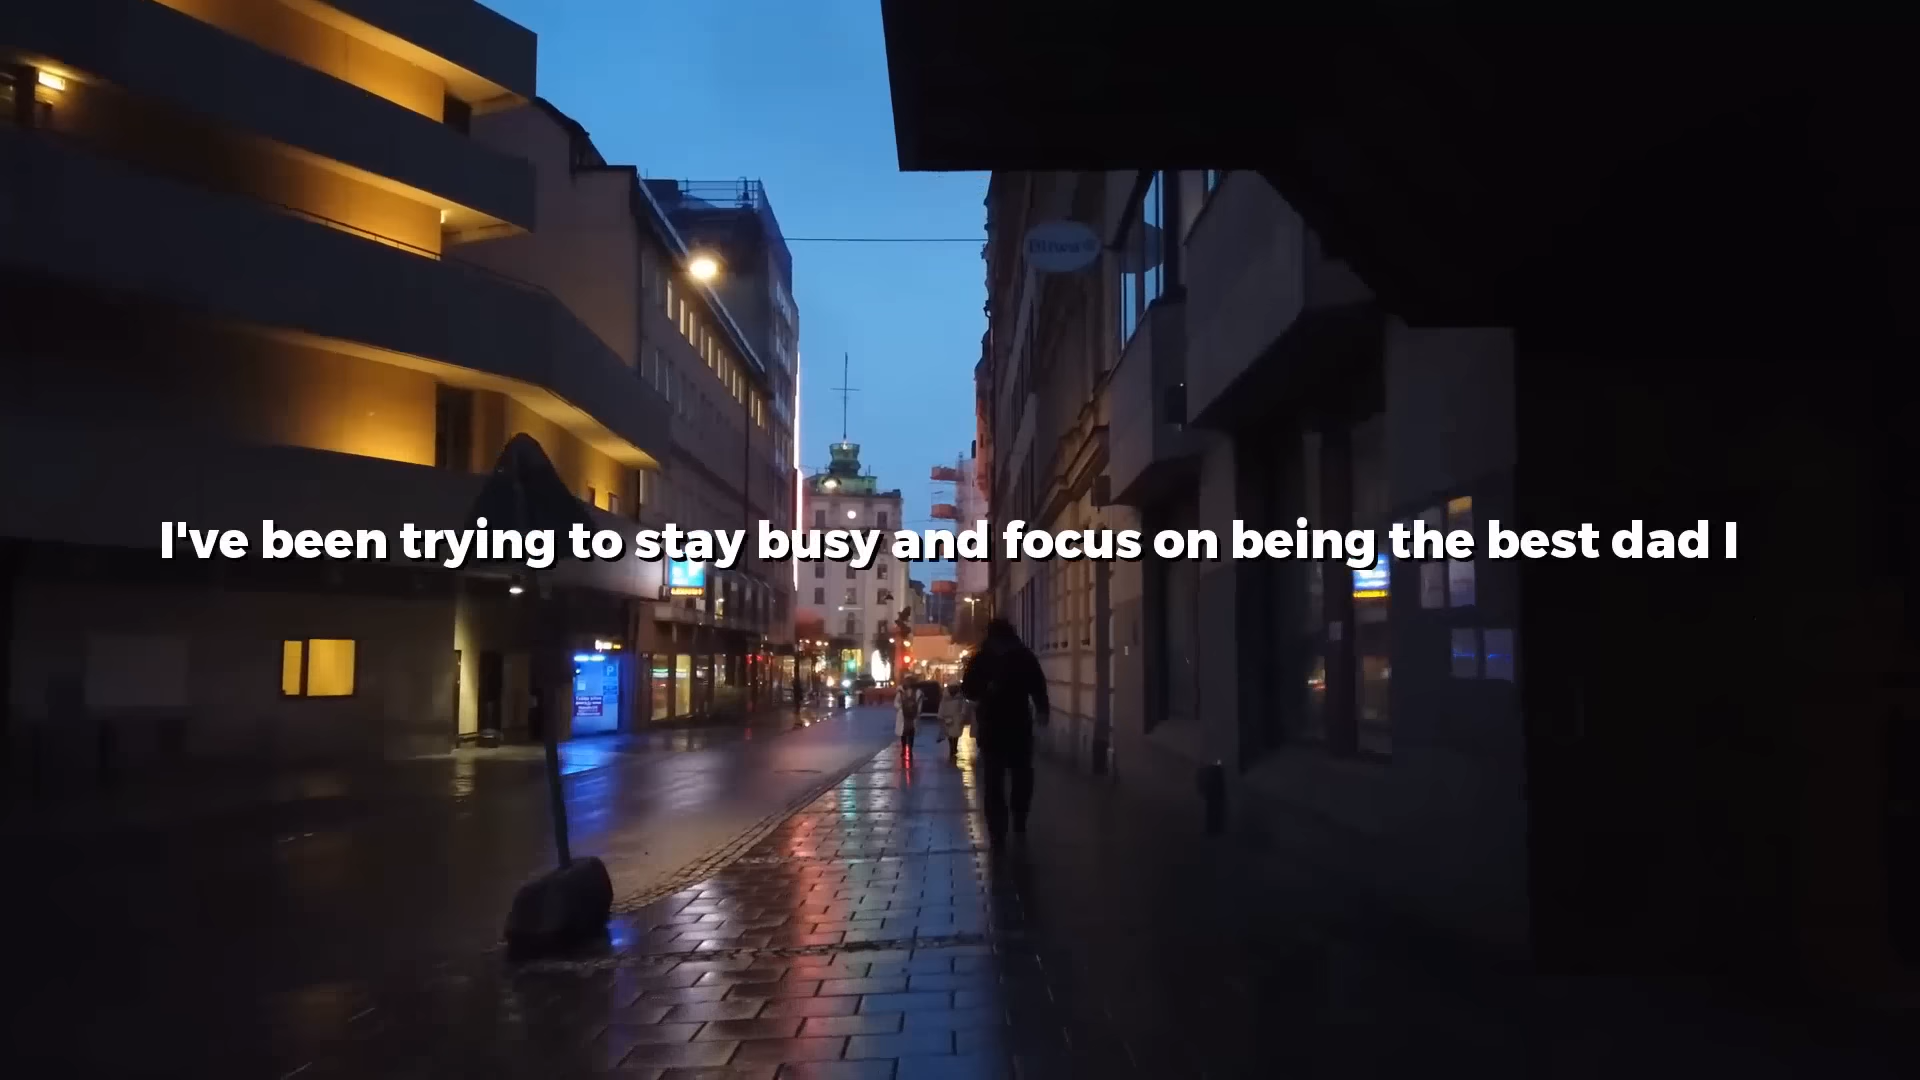 I've been trying to stay busy and focus on being the best dad I